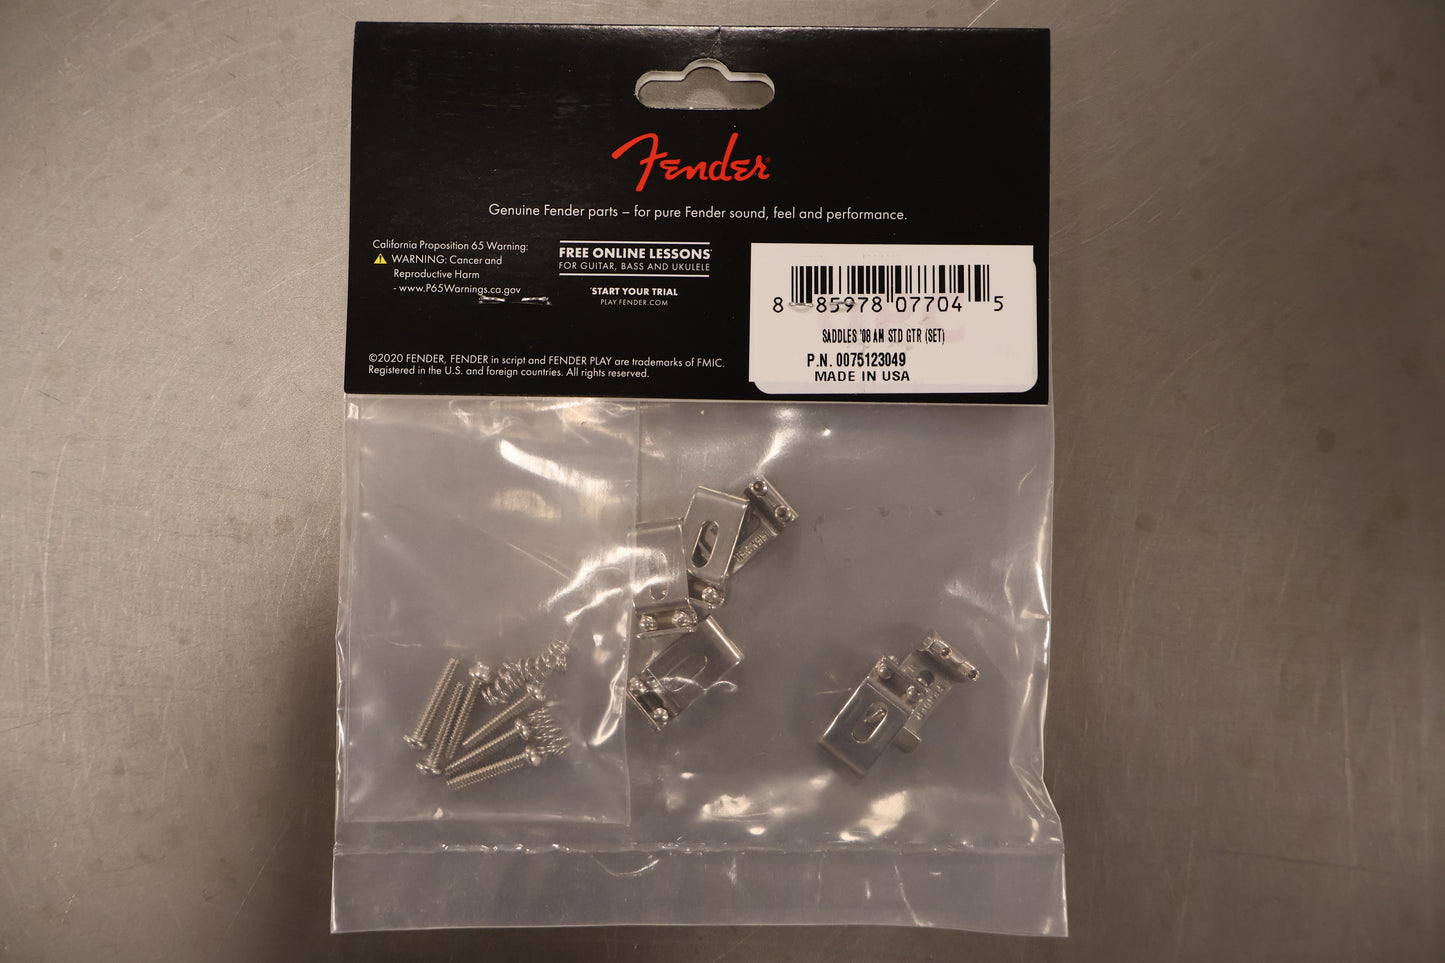 Fender
Genuine Fender parts – for pure Fender sound, feel and performance.
California Proposition 65 Warning:
WARNING: Cancer and
Reproductive Harm
- www.P65Warnings.ca.gov
FREE ONLINE LESSONS*
FOR GUITAR, BASS AND UKULELE
*START YOUR TRIAL
PLAY.FENDER.COM
8 85978 07704 5
SADDLES '08 AM STD GTR (SET)
P.N. 0075123049
MADE IN USA
©2020 FENDER, FENDER in script and FENDER PLAY are trademarks of FMIC.
Registered in the U.S. and foreign countries. All rights reserved.